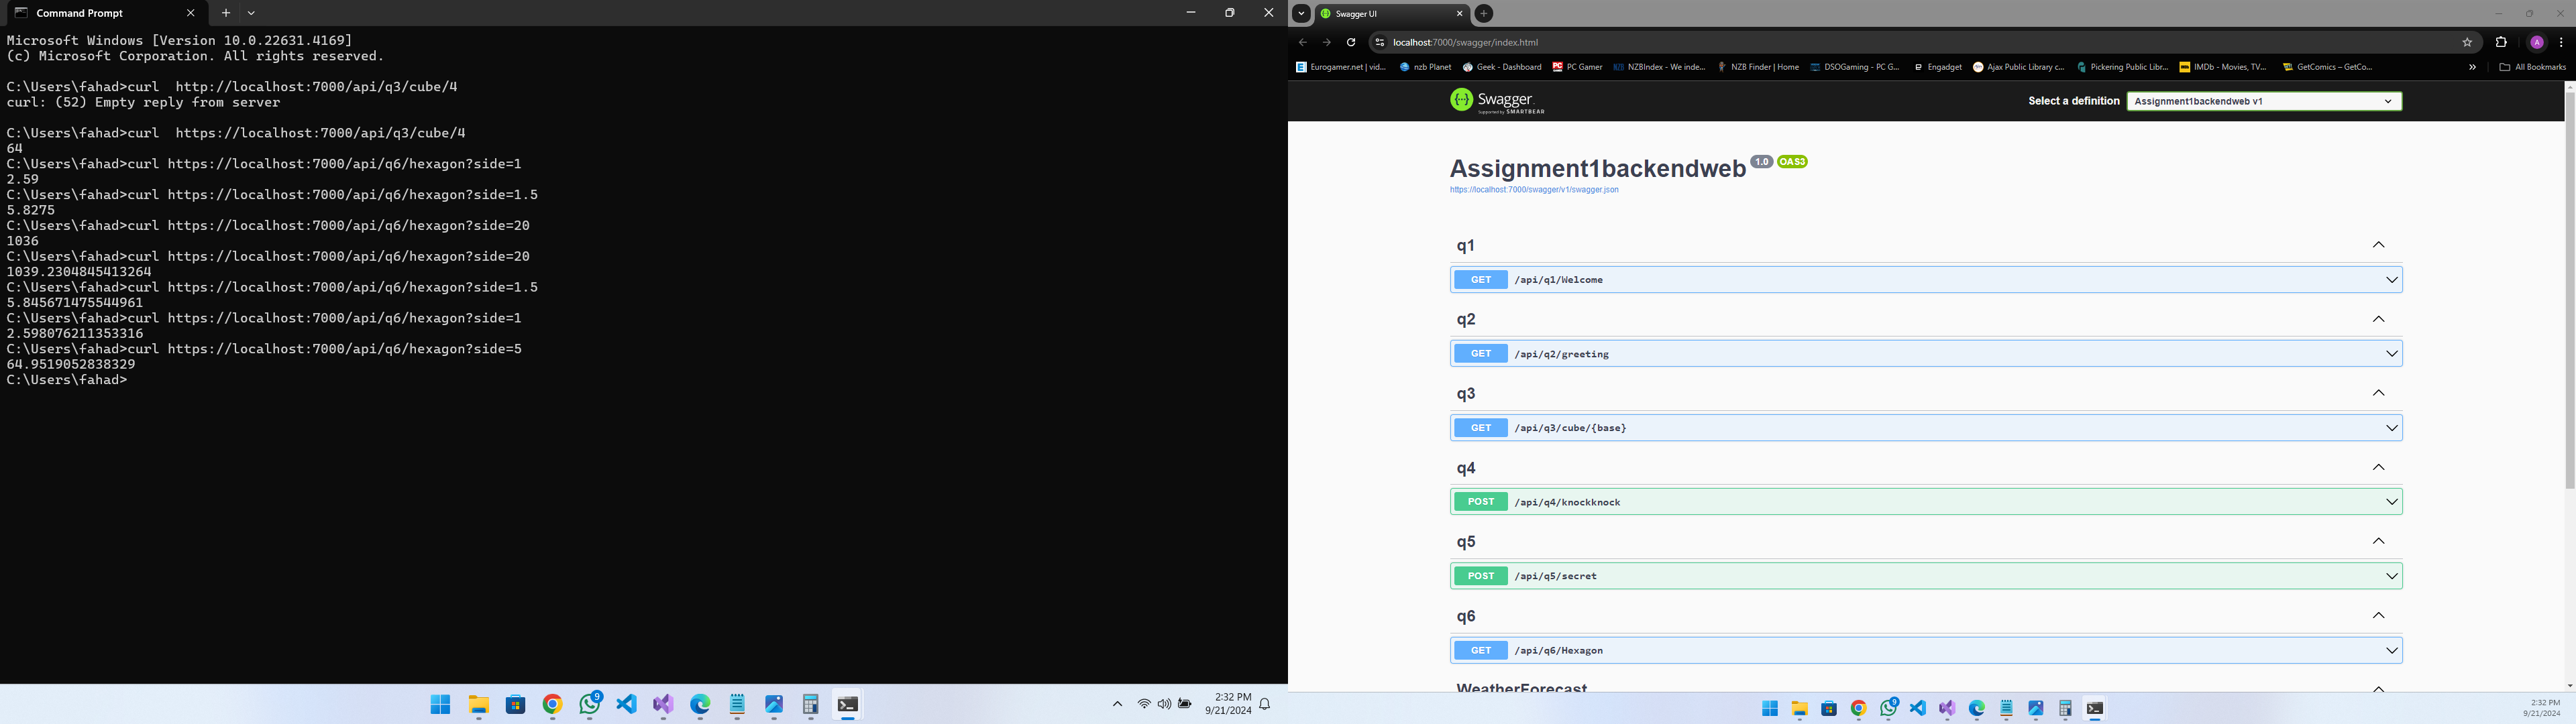 Command Prompt
Microsoft Windows [Version 10.0.22631.4169]
(c) Microsoft Corporation. All rights reserved.
C:\Users\fahad>curl  http://localhost:7000/api/q3/cube/4
curl: (52) Empty reply from server
C:\Users\fahad>curl  https://localhost:7000/api/q3/cube/4
64
C:\Users\fahad>curl https://localhost:7000/api/q6/hexagon?side=1
2.59
C:\Users\fahad>curl https://localhost:7000/api/q6/hexagon?side=1.5
5.8275
C:\Users\fahad>curl https://localhost:7000/api/q6/hexagon?side=20
1036
C:\Users\fahad>curl https://localhost:7000/api/q6/hexagon?side=20
1039.2304845413264
C:\Users\fahad>curl https://localhost:7000/api/q6/hexagon?side=1.5
5.845671475544961
C:\Users\fahad>curl https://localhost:7000/api/q6/hexagon?side=1
2.598076211353316
C:\Users\fahad>curl https://localhost:7000/api/q6/hexagon?side=5
64.9519052838329
C:\Users\fahad>
9
2:32 PM
9/21/2024
Swagger UI
localhost:7000/swagger/index.html
A
Eurogamer.net | vid... nzb Planet Geek - Dashboard PC Gamer NZBIndex - We inde... NZB Finder | Home DSOGaming - PC G... Engadget Ajax Public Library c... Pickering Public Libr... IMDb - Movies, TV... GetComics – GetCo... All Bookmarks
Swagger
Supported by SMARTBEAR
Select a definition
Assignment1backendweb v1
Assignment1backendweb 1.0 OAS3
https://localhost:7000/swagger/v1/swagger.json
q1
GET /api/q1/Welcome
q2
GET /api/q2/greeting
q3
GET /api/q3/cube/{base}
q4
POST /api/q4/knockknock
q5
POST /api/q5/secret
q6
GET /api/q6/Hexagon
WeatherForecast
9
2:32 PM
9/21/2024